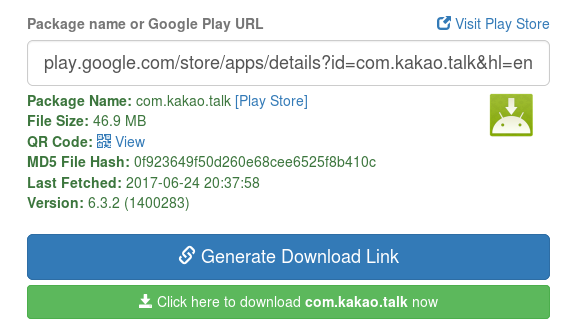 Package name or Google Play URL Visit Play Store
play.google.com/store/apps/details?id=com.kakao.talk&hl=en
Package Name: com.kakao.talk [Play Store]
File Size: 46.9 MB
QR Code: View
MD5 File Hash: 0f923649f50d260e68cee6525f8b410c
Last Fetched: 2017-06-24 20:37:58
Version: 6.3.2 (1400283)
Generate Download Link
Click here to download com.kakao.talk now